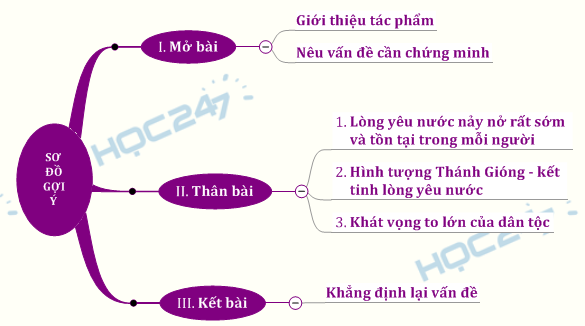 SƠ
ĐỒ
GỢI
Ý
I. Mở bài
Giới thiệu tác phẩm
Nêu vấn đề cần chứng minh
II. Thân bài
1. Lòng yêu nước nảy nở rất sớm
và tồn tại trong mỗi người
2. Hình tượng Thánh Gióng - kết
tinh lòng yêu nước
3. Khát vọng to lớn của dân tộc
III. Kết bài
Khẳng định lại vấn đề
HỌC247
HỌC247